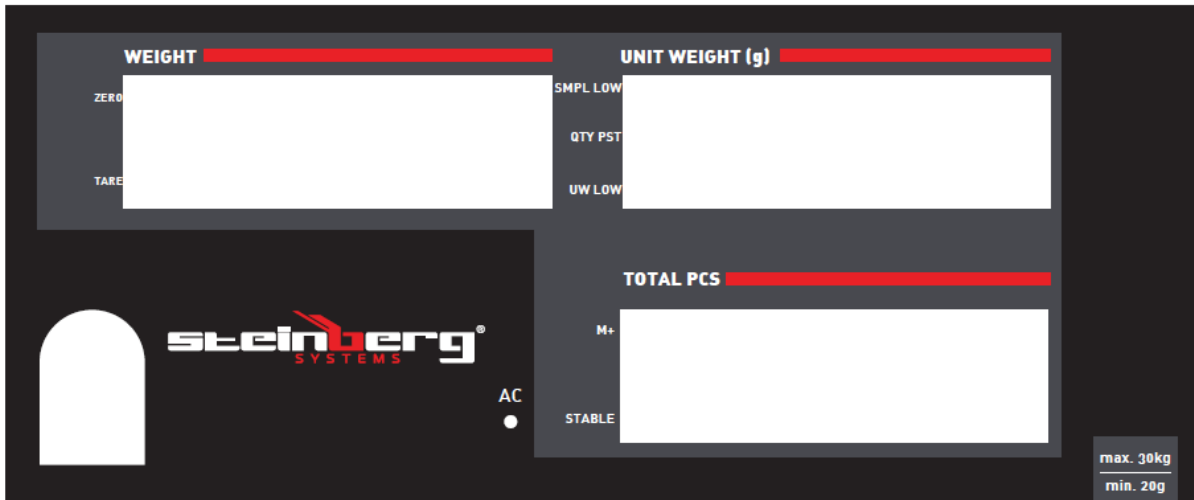 WEIGHT
ZERO
TARE
UNIT WEIGHT (g)
SMPL LOW
QTY PST
UW LOW
TOTAL PCS
M+
STABLE
steinberg®
SYSTEMS
AC
max. 30kg
min. 20g